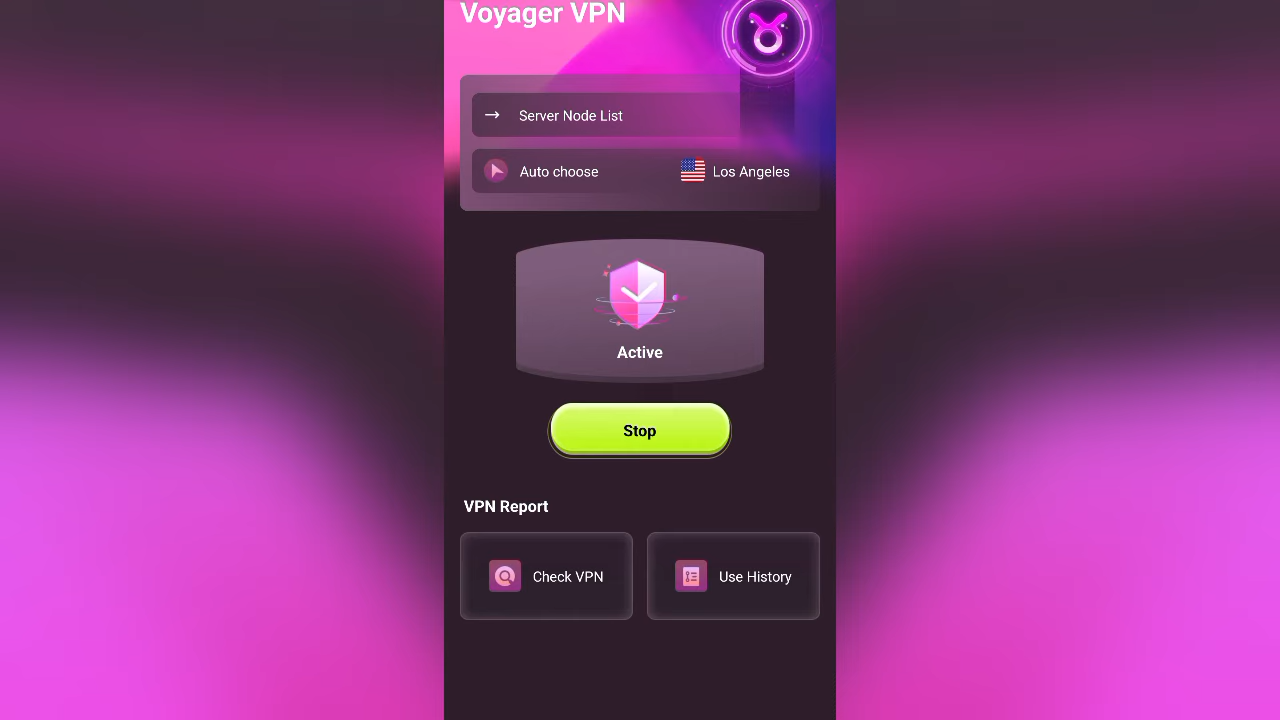 Voyager VPN
Server Node List
Auto choose
Los Angeles
Active
Stop
VPN Report
Check VPN
Use History